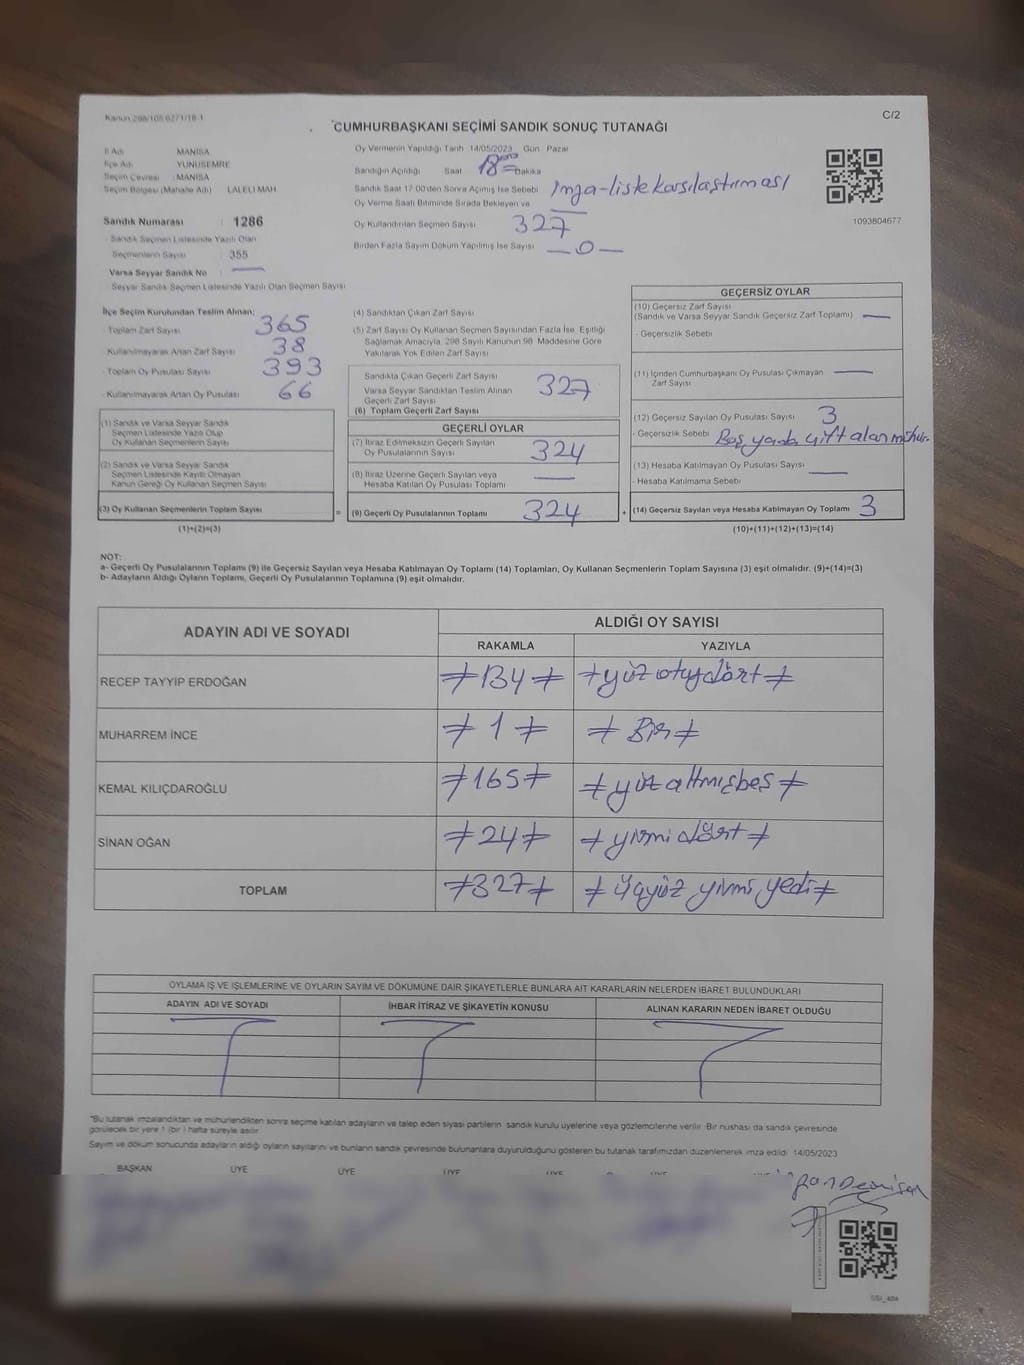 Kanun 298/105,6271/18-1
C/2
CUMHURBAŞKANI SEÇİMİ SANDIK SONUÇ TUTANAĞI
İl Adı : MANİSA
İlçe Adı : YUNUSEMRE
Seçim Çevresi : MANİSA
Seçim Bölgesi (Mahalle Adı) : LALELİ MAH.
Sandık Numarası : 1286
- Sandık Seçmen Listesinde Yazılı Olan
Seçmenlerin Sayısı : 355
Varsa Seyyar Sandık No :
Seyyar Sandık Seçmen Listesinde Yazılı Olan Seçmen Sayısı :
Oy Vermenin Yapıldığı Tarih 14/05/2023 Gün : Pazar
Sandığın Açıldığı Saat 18 Dakika
Sandık Saat 17:00'den Sonra Açılmış İse Sebebi
Oy Verme Saati Bitiminde Sırada Bekleyen ve
Oy Kullandırılan Seçmen Sayısı 327
Birden Fazla Sayım Döküm Yapılmış İse Sayısı — 0 —
1093804677
İlçe Seçim Kurulundan Teslim Alınan;
- Toplam Zarf Sayısı 365
- Kullanılmayarak Artan Zarf Sayısı 38
- Toplam Oy Pusulası Sayısı 393
- Kullanılmayarak Artan Oy Pusulası 66
(1) Sandık ve Varsa Seyyar Sandık
Seçmen Listesinde Yazılı Olup
Oy Kullanan Seçmenlerin Sayısı
(2) Sandık ve Varsa Seyyar Sandık
Seçmen Listesinde Kayıtlı Olmayan
Kanun Gereği Oy Kullanan Seçmen Sayısı
(3) Oy Kullanan Seçmenlerin Toplam Sayısı =
(1)+(2)=(3)
(4) Sandıktan Çıkan Zarf Sayısı
(5) Zarf Sayısı Oy Kullanan Seçmen Sayısından Fazla İse, Eşitliği
Sağlamak Amacıyla, 298 Sayılı Kanunun 98. Maddesine Göre
Yakılarak Yok Edilen Zarf Sayısı
Sandıkta Çıkan Geçerli Zarf Sayısı
Varsa Seyyar Sandıktan Teslim Alınan
Geçerli Zarf Sayısı 327
(6) Toplam Geçerli Zarf Sayısı
GEÇERLİ OYLAR
(7) İtiraz Edilmeksizin Geçerli Sayılan
Oy Pusulalarının Sayısı 324
(8) İtiraz Üzerine Geçerli Sayılan veya
Hesaba Katılan Oy Pusulası Toplamı —
(9) Geçerli Oy Pusulalarının Toplamı 324 +
GEÇERSİZ OYLAR
(10) Geçersiz Zarf Sayısı
(Sandık ve Varsa Seyyar Sandık Geçersiz Zarf Toplamı) —
- Geçersizlik Sebebi
(11) İçinden Cumhurbaşkanı Oy Pusulası Çıkmayan —
Zarf Sayısı
(12) Geçersiz Sayılan Oy Pusulası Sayısı 3
- Geçersizlik Sebebi Boş yada çift alan mühür.
(13) Hesaba Katılmayan Oy Pusulası Sayısı —
- Hesaba Katılmama Sebebi
(14) Geçersiz Sayılan veya Hesaba Katılmayan Oy Toplamı 3
(10)+(11)+(12)+(13)=(14)
NOT:
a- Geçerli Oy Pusulalarının Toplamı (9) ile Geçersiz Sayılan veya Hesaba Katılmayan Oy Toplamı (14) Toplamları, Oy Kullanan Seçmenlerin Toplam Sayısına (3) eşit olmalıdır. (9)+(14)=(3)
b- Adayların Aldığı Oyların Toplamı, Geçerli Oy Pusulalarının Toplamına (9) eşit olmalıdır.
ADAYIN ADI VE SOYADI
ALDIĞI OY SAYISI
RAKAMLA YAZIYLA
RECEP TAYYİP ERDOĞAN ≠134≠ ≠yüz otuzdört≠
MUHARREM İNCE ≠1≠ ≠Bir≠
KEMAL KILIÇDAROĞLU ≠165≠ ≠yüz altmışbeş≠
SİNAN OĞAN ≠24≠ ≠yirmi dört≠
TOPLAM ≠327≠ ≠üçyüz yirmi yedi≠
OYLAMA İŞ VE İŞLEMLERİNE VE OYLARIN SAYIM VE DÖKÜMÜNE DAİR ŞİKAYETLERLE BUNLARA AİT KARARLARIN NELERDEN İBARET BULUNDUKLARI
ADAYIN ADI VE SOYADI İHBAR İTİRAZ VE ŞİKAYETİN KONUSU ALINAN KARARIN NEDEN İBARET OLDUĞU
*Bu tutanak imzalandıktan ve mühürlendikten sonra seçime katılan adayların ve talep eden siyasi partilerin sandık kurulu üyelerine veya gözlemcilerine verilir. Bir nushası da sandık çevresinde
görülecek bir yere 1 (bir ) hafta süreyle asılır.
Sayım ve döküm sonucunda adayların aldığı oyların sayılarını ve bunların sandık çevresinde bulunanlara duyurulduğunu gösteren bu tutanak tarafımızdan düzenlenerek imza edildi. 14/05/2023
BAŞKAN ÜYE ÜYE ÜYE ÜYE ÜYE